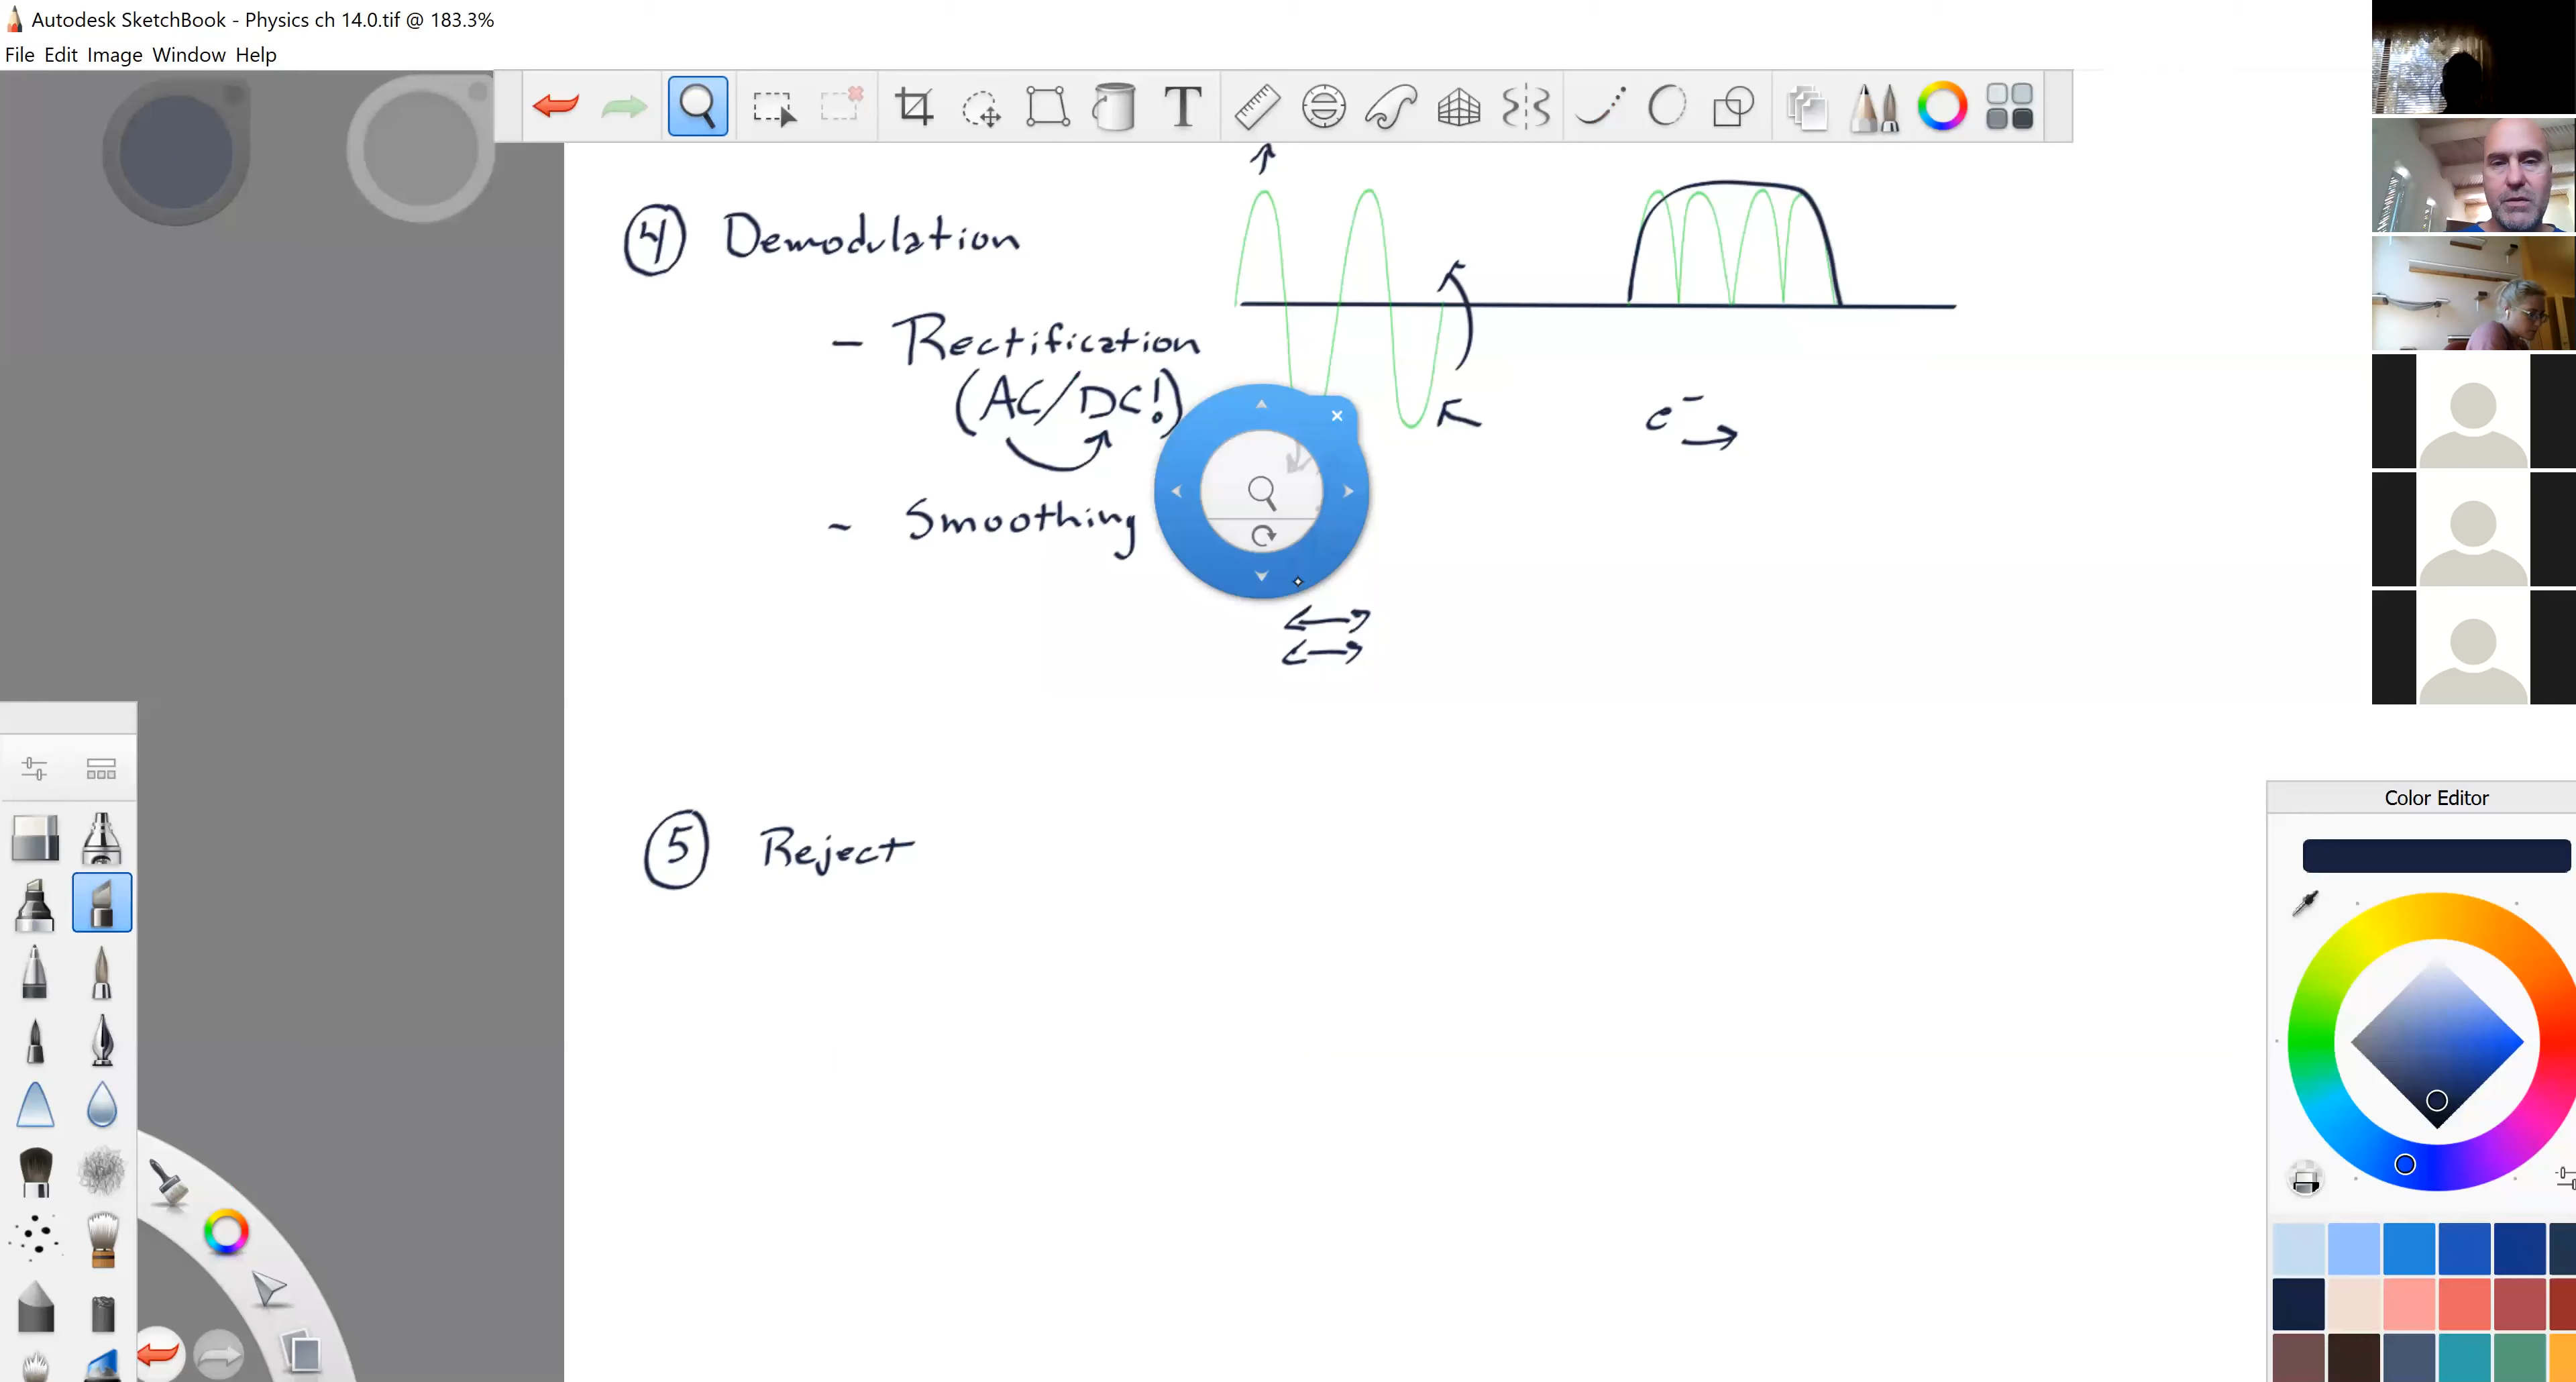 Autodesk SketchBook - Physics ch 14.0.tif @ 183.3%
File Edit Image Window Help
T
④ Demodulation
- Rectification
(AC/DC!)
e⁻
- Smoothing
⑤ Reject
Color Editor